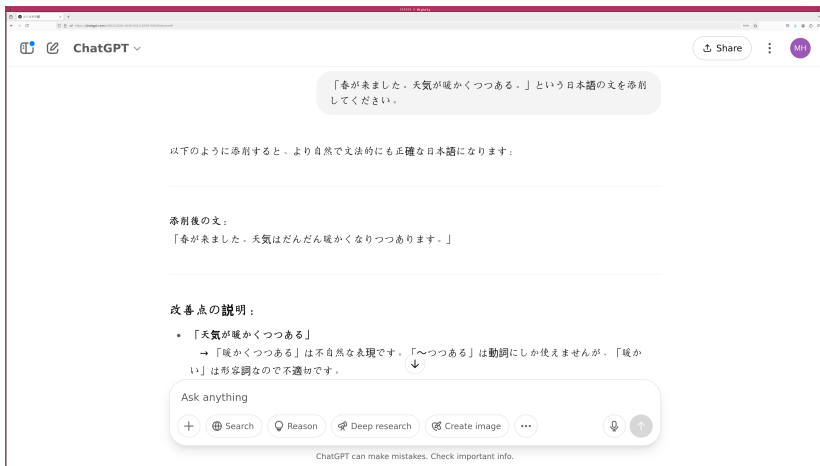 ChatGPT
Share
MH
「春が来ました。天気が暖かくつつある。」という日本語の文を添削
してください。
以下のように添削すると、より自然で文法的にも正確な日本語になります：
添削後の文：
「春が来ました。天気はだんだん暖かくなりつつあります。」
改善点の説明：
• 「天気が暖かくつつある」
→ 「暖かくつつある」は不自然な表現です。「〜つつある」は動詞にしか使えませんが、「暖か
い」は形容詞なので不適切です。
Ask anything
Search Reason Deep research Create image
ChatGPT can make mistakes. Check important info.